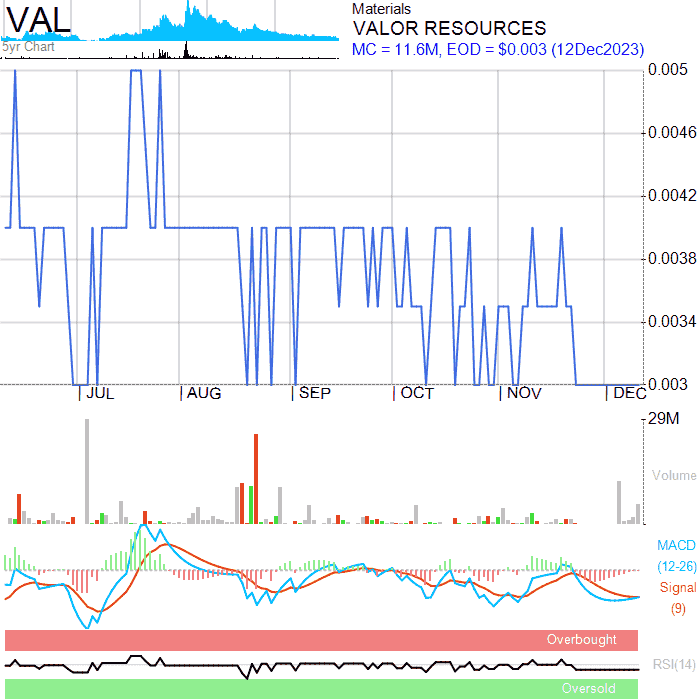 VAL
5yr Chart
Materials
VALOR RESOURCES
MC = 11.6M, EOD = $0.003 (12Dec2023)
0.005
0.0046
0.0042
0.0038
0.0034
0.003
JUL AUG SEP OCT NOV DEC
29M
Volume
MACD
(12-26)
Signal
(9)
Overbought
RSI(14)
Oversold